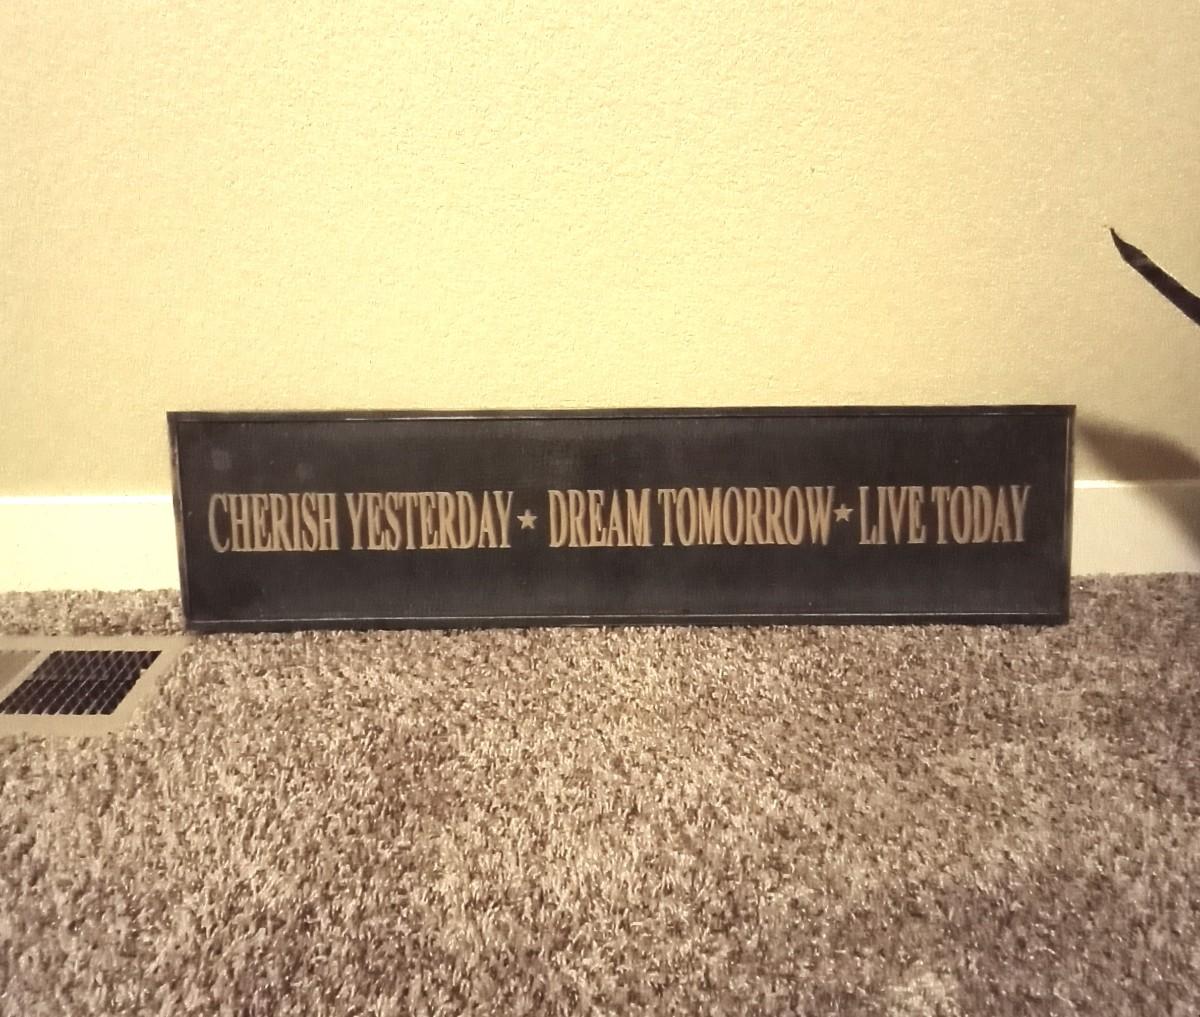 CHERISH YESTERDAY ★ DREAM TOMORROW ★ LIVE TODAY